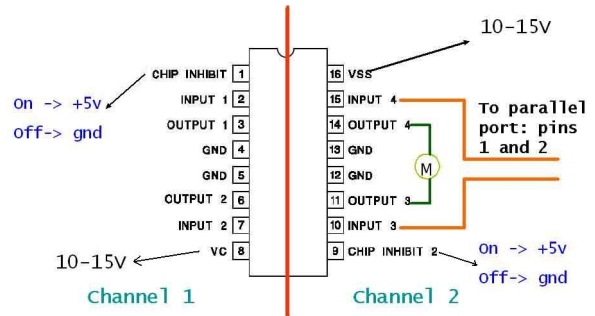 10-15V
CHIP INHIBIT 1
16 VSS
On -> +5v
Off-> gnd
INPUT 1 2
15 INPUT 4
OUTPUT 1 3
14 OUTPUT 4
GND 4
13 GND
GND 5
12 GND
OUTPUT 2 6
11 OUTPUT 3
INPUT 2 7
10 INPUT 3
VC 8
9 CHIP INHIBIT 2
To parallel
port: pins
1 and 2
M
10-15V
On -> +5v
Off-> gnd
Channel 1
Channel 2